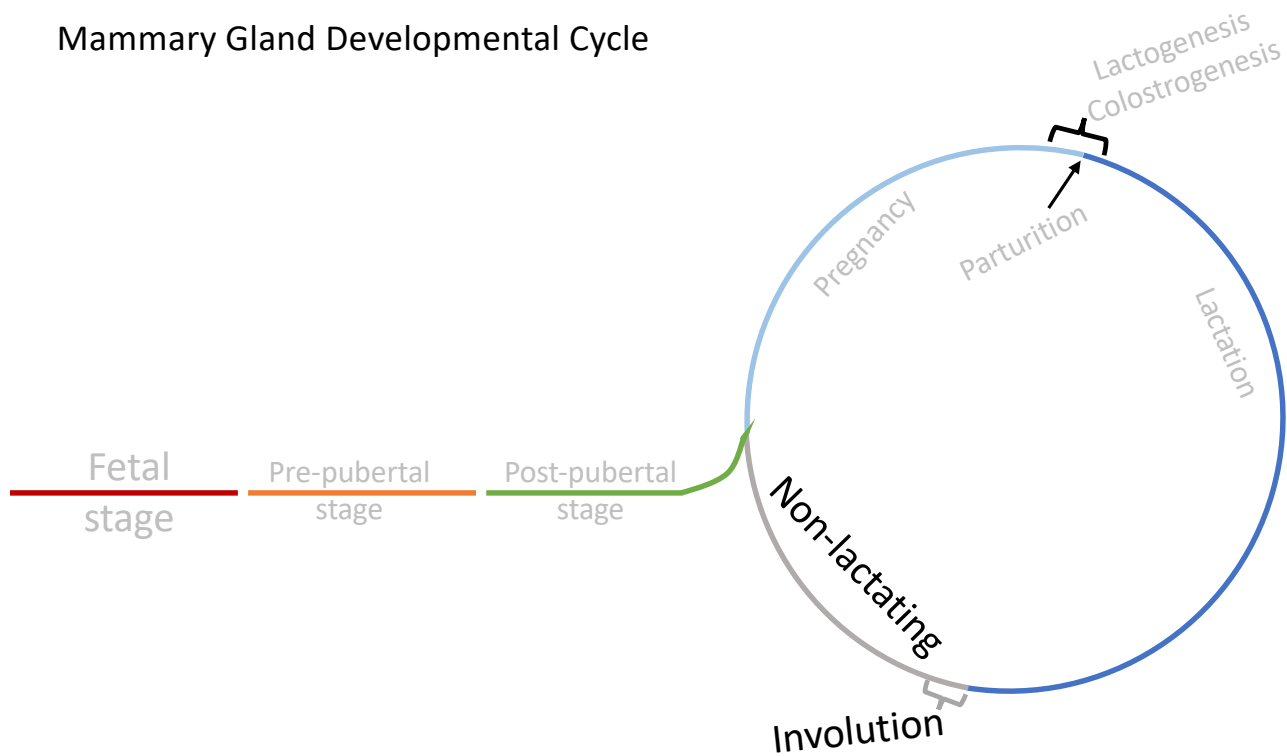 Mammary Gland Developmental Cycle
Lactogenesis
Colostrogenesis
Pregnancy
Parturition
Lactation
Fetal
stage
Pre-pubertal
stage
Post-pubertal
stage
Non-lactating
Involution